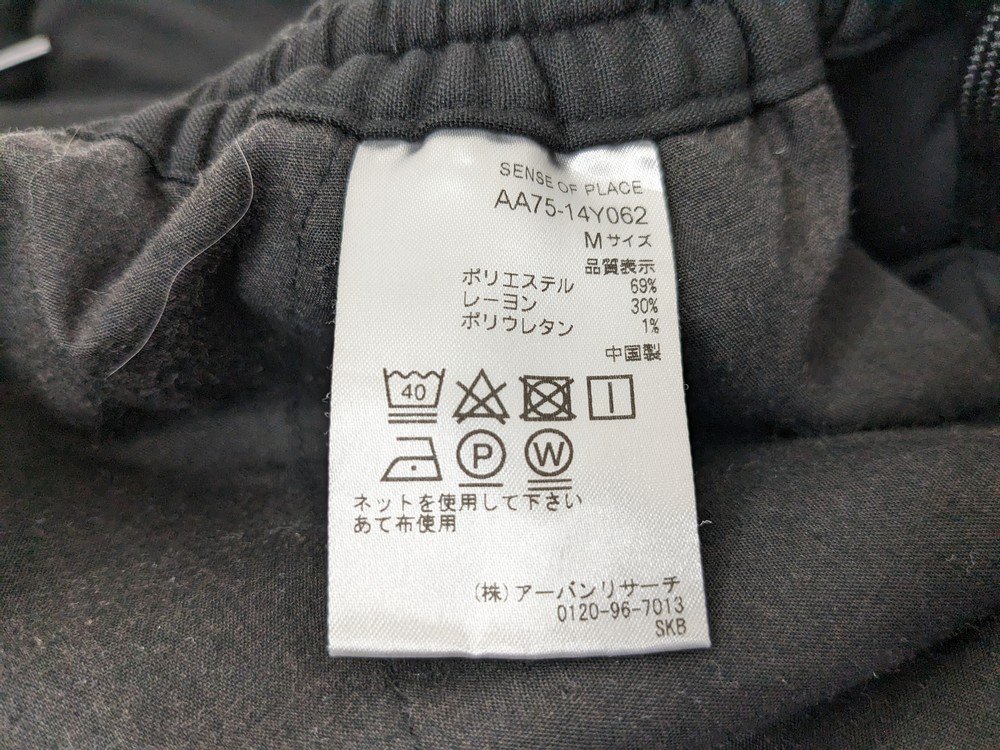 SENSE OF PLACE
AA75-14Y062
Mサイズ
品質表示
ポリエステル 69%
レーヨン 30%
ポリウレタン 1%
中国製
40
P W
ネットを使用して下さい
あて布使用
(株)アーバンリサーチ
0120-96-7013
SKB